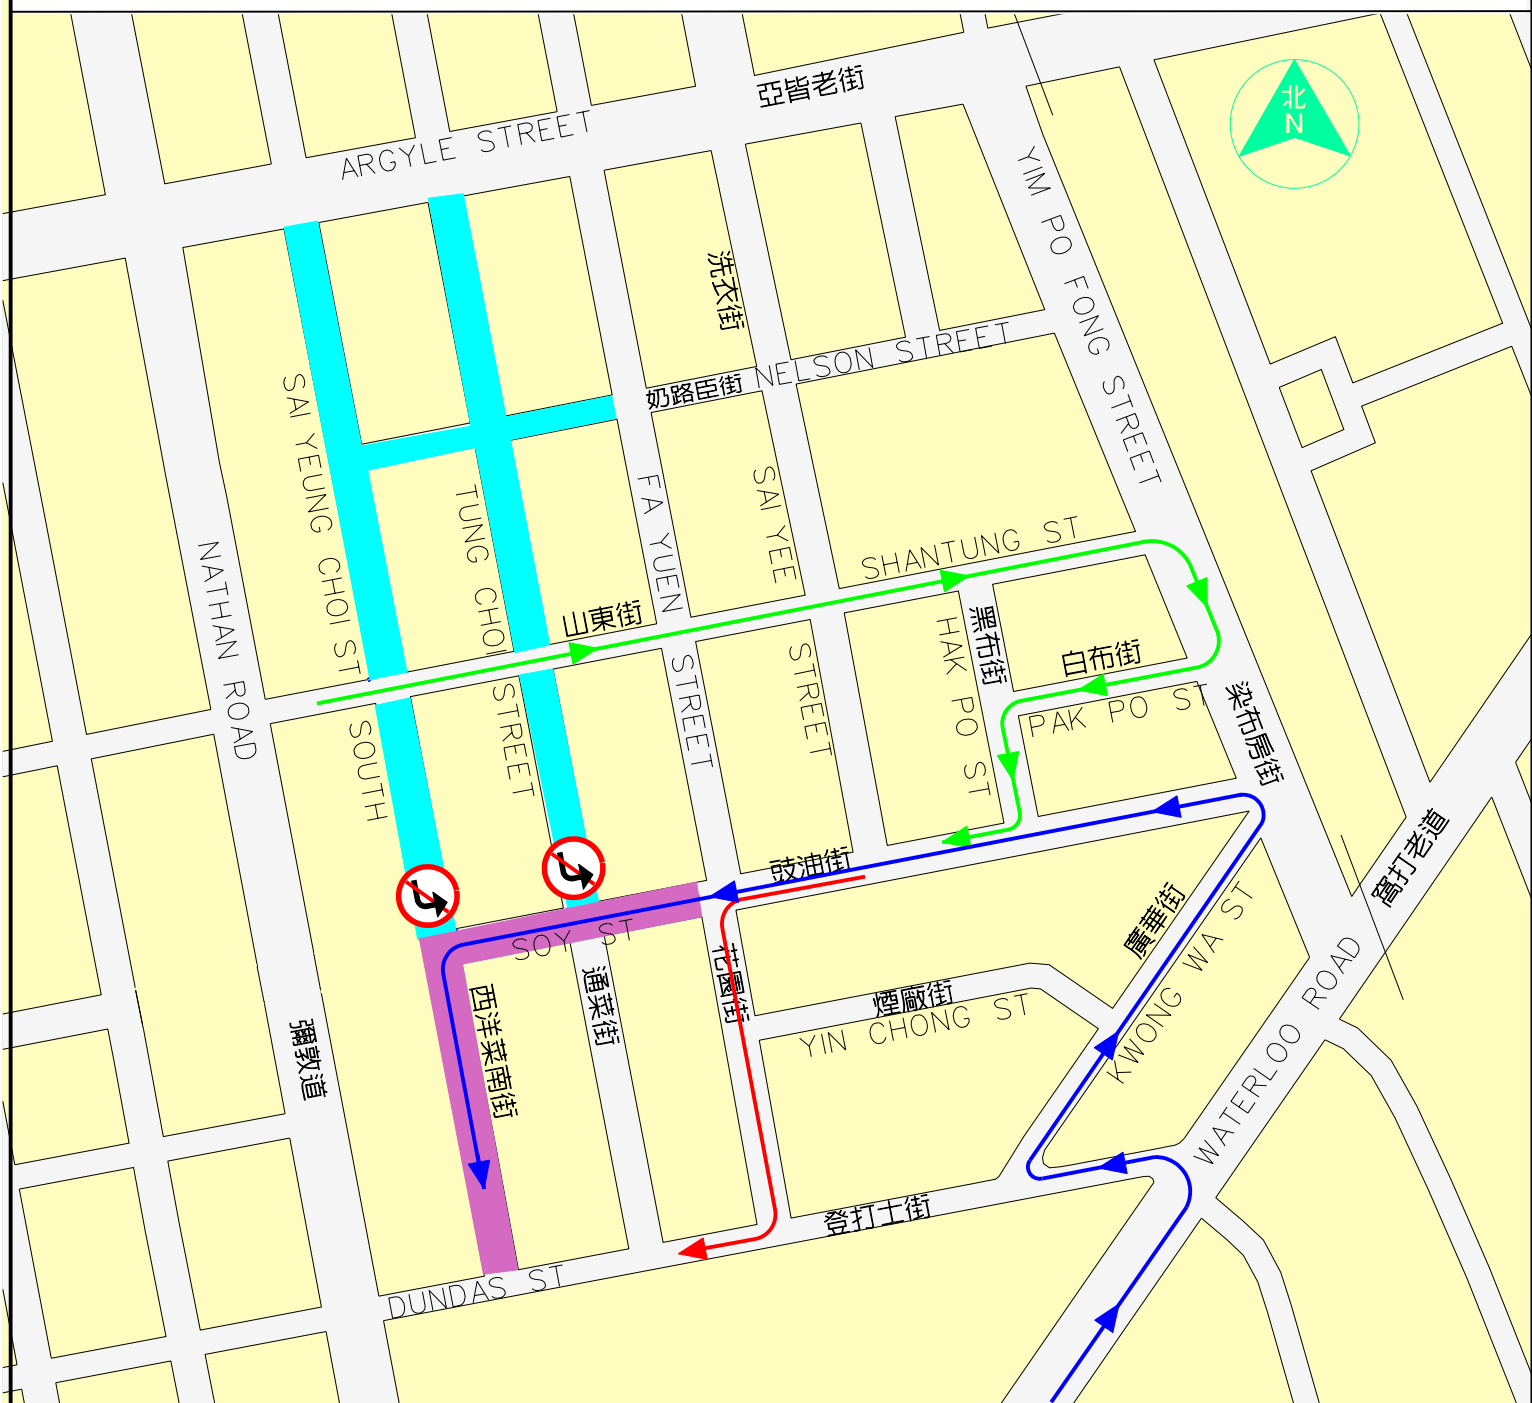 亞皆老街
ARGYLE STREET
北
N
YIM PO FONG STREET
洗衣街
NELSON STREET
奶路臣街
SAI YEUNG CHOI ST
TUNG CHOI
FA YUEN
SAI YEE
SHANTUNG ST
NATHAN ROAD
山東街
黑布街
HAK PO ST
白布街
PAK PO ST
染布房街
STREET
STREET
STREET
SOUTH
窩打老道
豉油街
廣華街
KWONG WA ST
SOY ST
通菜街
花園街
西洋菜南街
煙廠街
YIN CHONG ST
WATERLOO ROAD
彌敦道
登打士街
DUNDAS ST